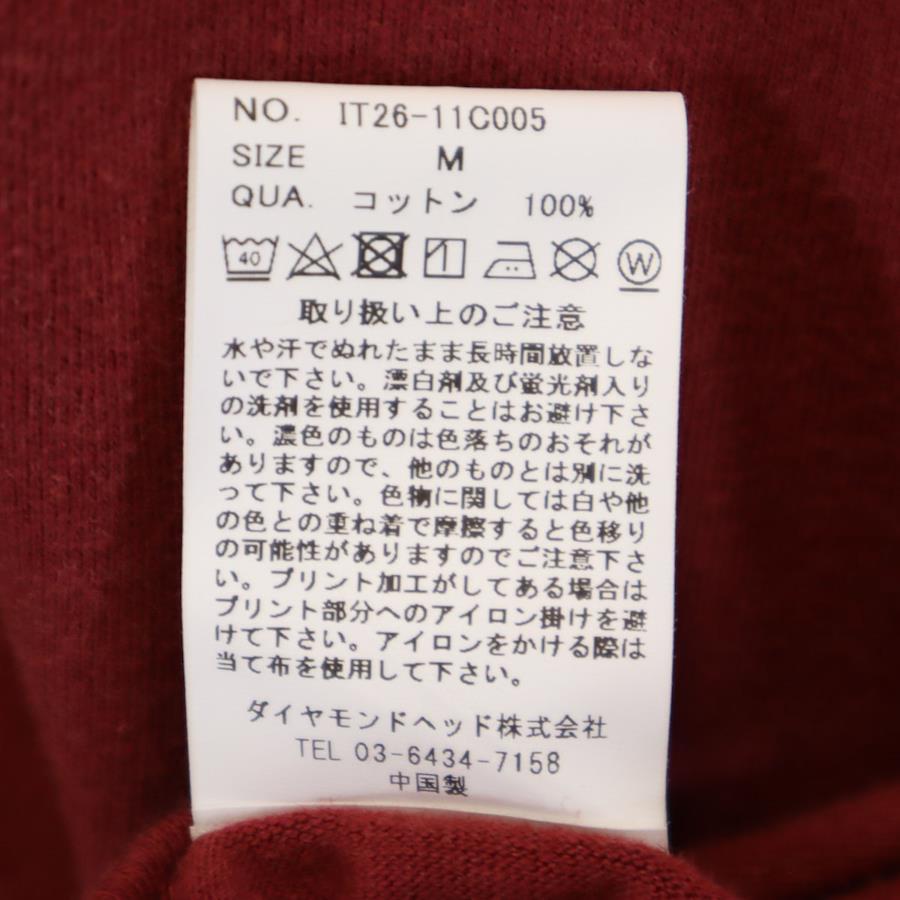 NO. IT26-11C005
SIZE M
QUA. コットン 100%
40 W
取り扱い上のご注意
水や汗でぬれたまま長時間放置しな
いで下さい。漂白剤及び蛍光剤入り
の洗剤を使用することはお避け下さ
い。濃色のものは色落ちのおそれが
ありますので、他のものとは別に洗
って下さい。色物に関しては白や他
の色との重ね着で摩擦すると色移り
の可能性がありますのでご注意下さ
い。プリント加工がしてある場合は
プリント部分へのアイロン掛けを避
けて下さい。アイロンをかける際は
当て布を使用して下さい。
ダイヤモンドヘッド株式会社
TEL 03-6434-7158
中国製